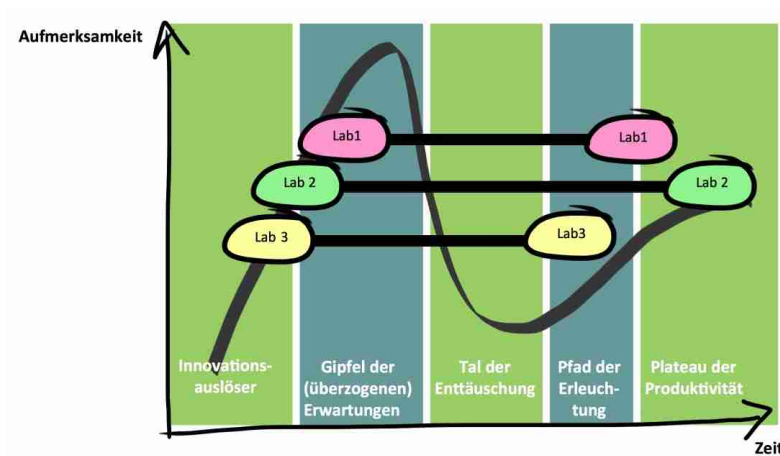 Aufmerksamkeit
Lab1
Lab1
Lab 2
Lab 2
Lab 3
Lab3
Innovations-
auslöser
Gipfel der
(überzogenen)
Erwartungen
Tal der
Enttäuschung
Pfad der
Erleuch-
tung
Plateau der
Produktivität
Zeit